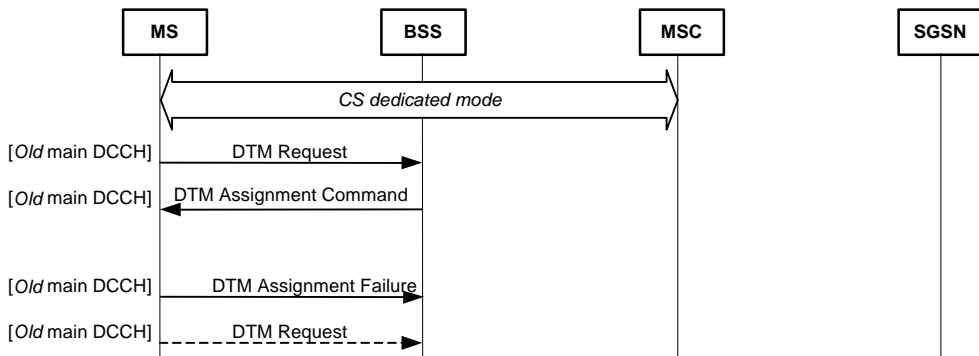 MS BSS MSC SGSN
CS dedicated mode
[Old main DCCH] DTM Request
[Old main DCCH] DTM Assignment Command
[Old main DCCH] DTM Assignment Failure
[Old main DCCH] DTM Request